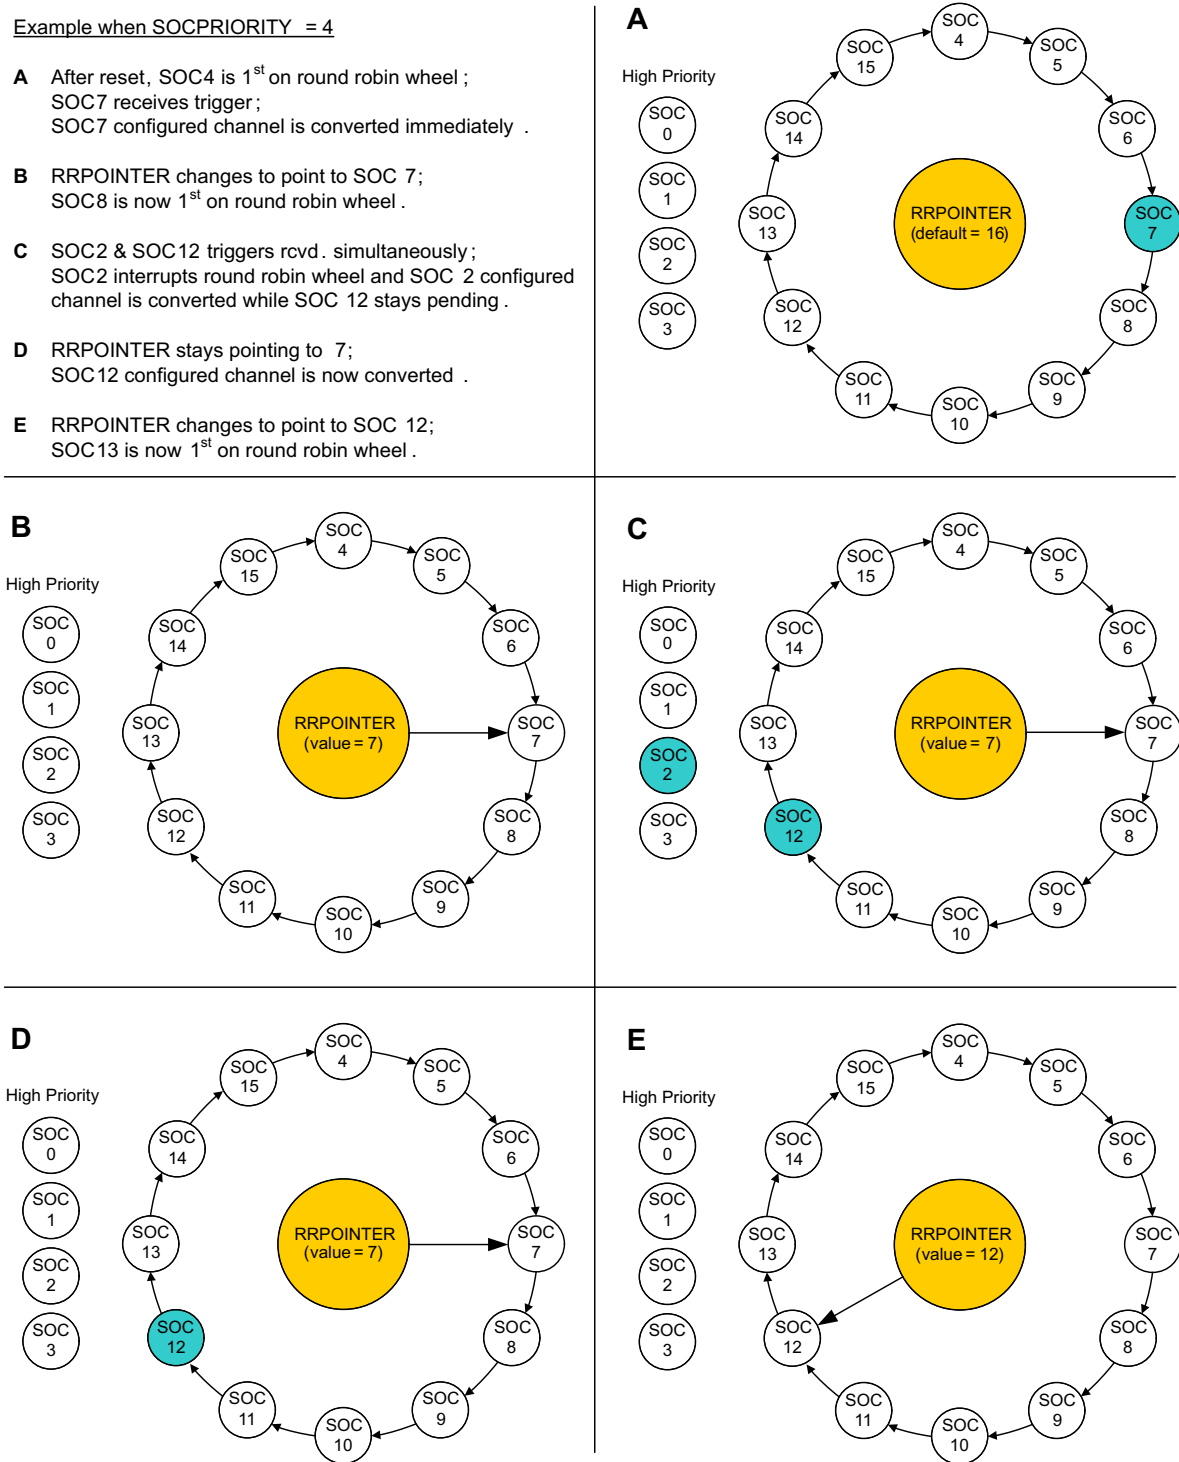 Example when SOCPRIORITY = 4
A After reset, SOC4 is 1st on round robin wheel;
SOC7 receives trigger;
SOC7 configured channel is converted immediately .
B RRPOINTER changes to point to SOC 7;
SOC8 is now 1st on round robin wheel .
C SOC2 & SOC12 triggers rcvd. simultaneously;
SOC2 interrupts round robin wheel and SOC 2 configured
channel is converted while SOC 12 stays pending .
D RRPOINTER stays pointing to 7;
SOC12 configured channel is now converted .
E RRPOINTER changes to point to SOC 12;
SOC13 is now 1st on round robin wheel .
A
High Priority
SOC
0
SOC
1
SOC
2
SOC
3
SOC
4
SOC
5
SOC
6
SOC
7
SOC
8
SOC
9
SOC
10
SOC
11
SOC
12
SOC
13
SOC
14
SOC
15
RRPOINTER
(default = 16)
B
High Priority
SOC
0
SOC
1
SOC
2
SOC
3
SOC
4
SOC
5
SOC
6
SOC
7
SOC
8
SOC
9
SOC
10
SOC
11
SOC
12
SOC
13
SOC
14
SOC
15
RRPOINTER
(value = 7)
C
High Priority
SOC
0
SOC
1
SOC
2
SOC
3
SOC
4
SOC
5
SOC
6
SOC
7
SOC
8
SOC
9
SOC
10
SOC
11
SOC
12
SOC
13
SOC
14
SOC
15
RRPOINTER
(value = 7)
D
High Priority
SOC
0
SOC
1
SOC
2
SOC
3
SOC
4
SOC
5
SOC
6
SOC
7
SOC
8
SOC
9
SOC
10
SOC
11
SOC
12
SOC
13
SOC
14
SOC
15
RRPOINTER
(value = 7)
E
High Priority
SOC
0
SOC
1
SOC
2
SOC
3
SOC
4
SOC
5
SOC
6
SOC
7
SOC
8
SOC
9
SOC
10
SOC
11
SOC
12
SOC
13
SOC
14
SOC
15
RRPOINTER
(value = 12)